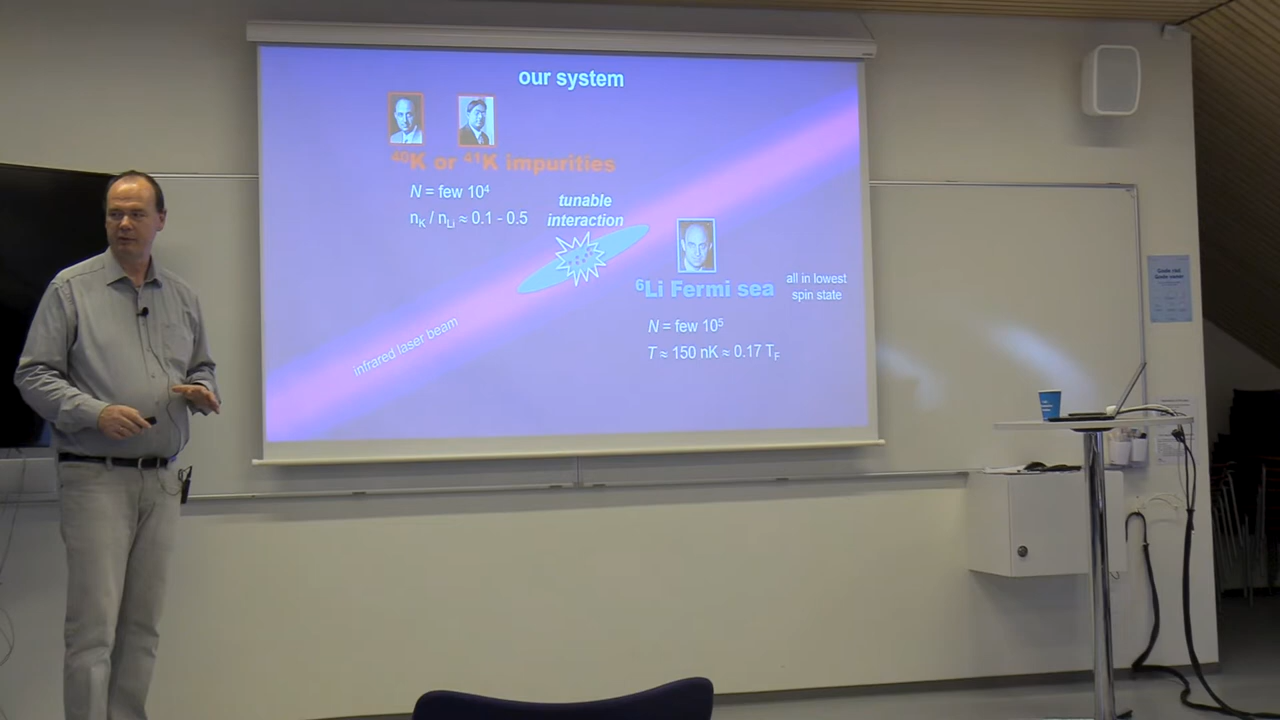 our system
⁴⁰K or ⁴¹K impurities
N = few 10⁴
n_K / n_Li ≈ 0.1 - 0.5
tunable
interaction
⁶Li Fermi sea
all in lowest
spin state
N = few 10⁵
T ≈ 150 nK ≈ 0.17 T_F
infrared laser beam